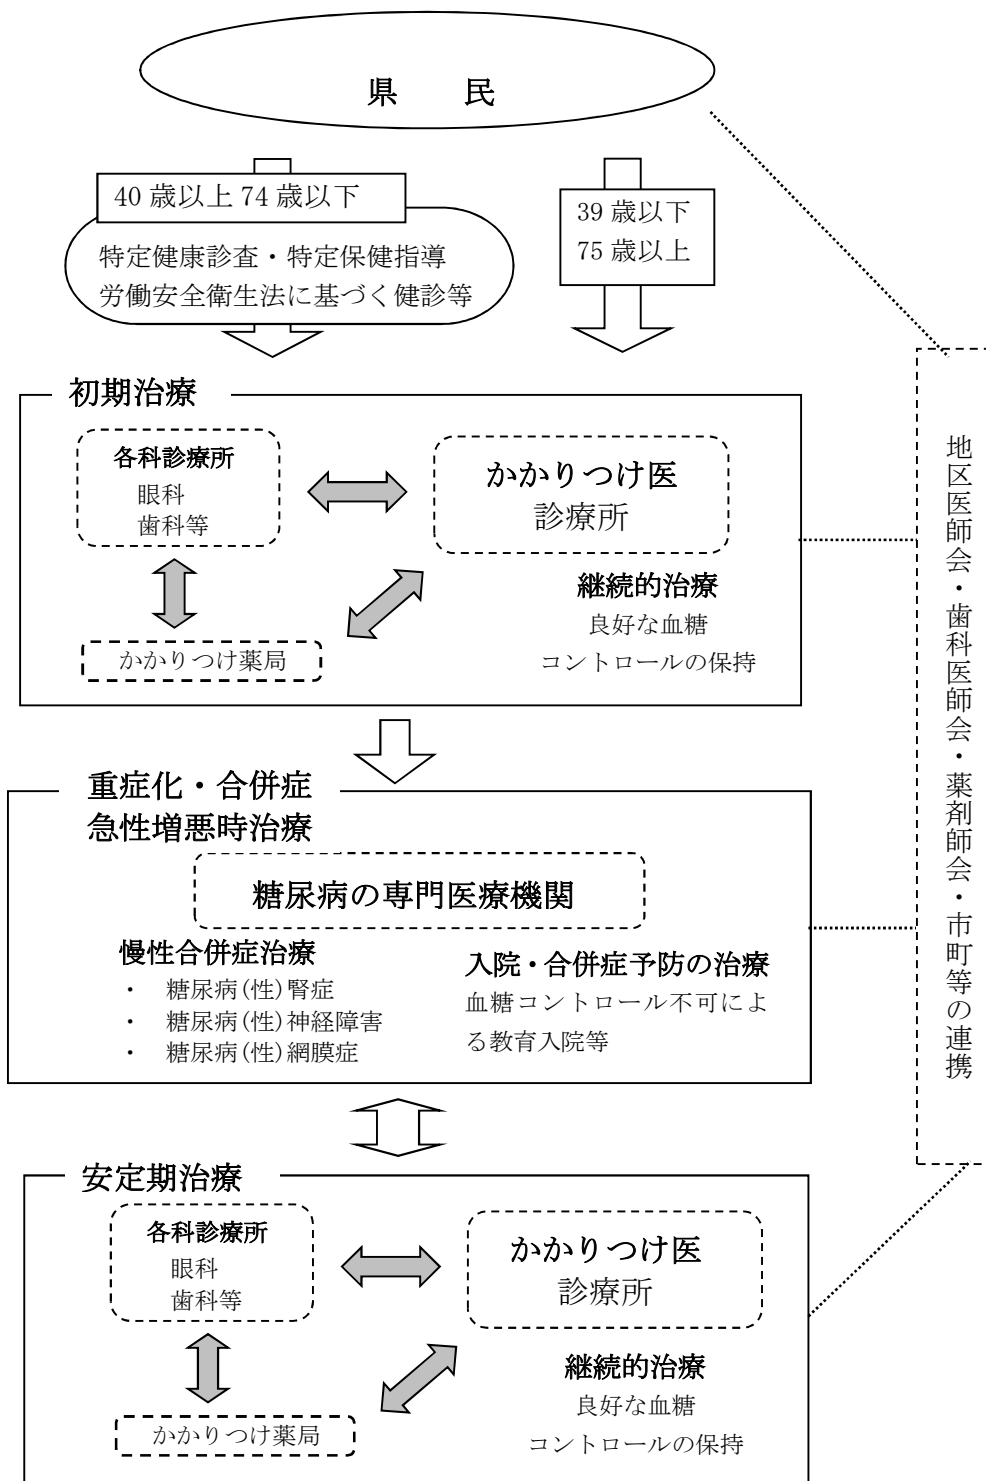 県　　民
40 歳以上 74 歳以下
特定健康診査・特定保健指導
労働安全衛生法に基づく健診等
39 歳以下
75 歳以上
初期治療
各科診療所
眼科
歯科等
かかりつけ医
診療所
かかりつけ薬局
継続的治療
良好な血糖
コントロールの保持
重症化・合併症
急性増悪時治療
糖尿病の専門医療機関
慢性合併症治療
・　糖尿病(性)腎症
・　糖尿病(性)神経障害
・　糖尿病(性)網膜症
入院・合併症予防の治療
血糖コントロール不可によ
る教育入院等
安定期治療
各科診療所
眼科
歯科等
かかりつけ医
診療所
かかりつけ薬局
継続的治療
良好な血糖
コントロールの保持
地区医師会・歯科医師会・薬剤師会・市町等の連携